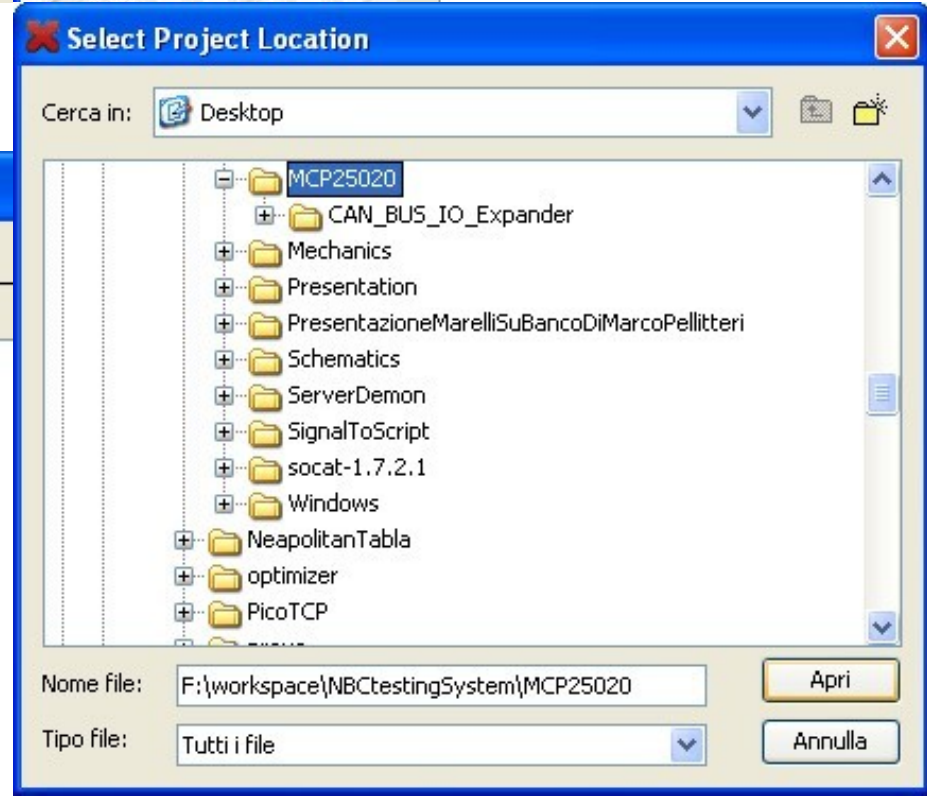 Select Project Location
Cerca in: Desktop
MCP25020
CAN_BUS_IO_Expander
Mechanics
Presentation
PresentazioneMarelliSuBancoDiMarcoPellitteri
Schematics
ServerDemon
SignalToScript
socat-1.7.2.1
Windows
NeapolitanTabla
optimizer
PicoTCP
Nome file: F:\workspace\NBCtestingSystem\MCP25020 Apri
Tipo file: Tutti i file Annulla